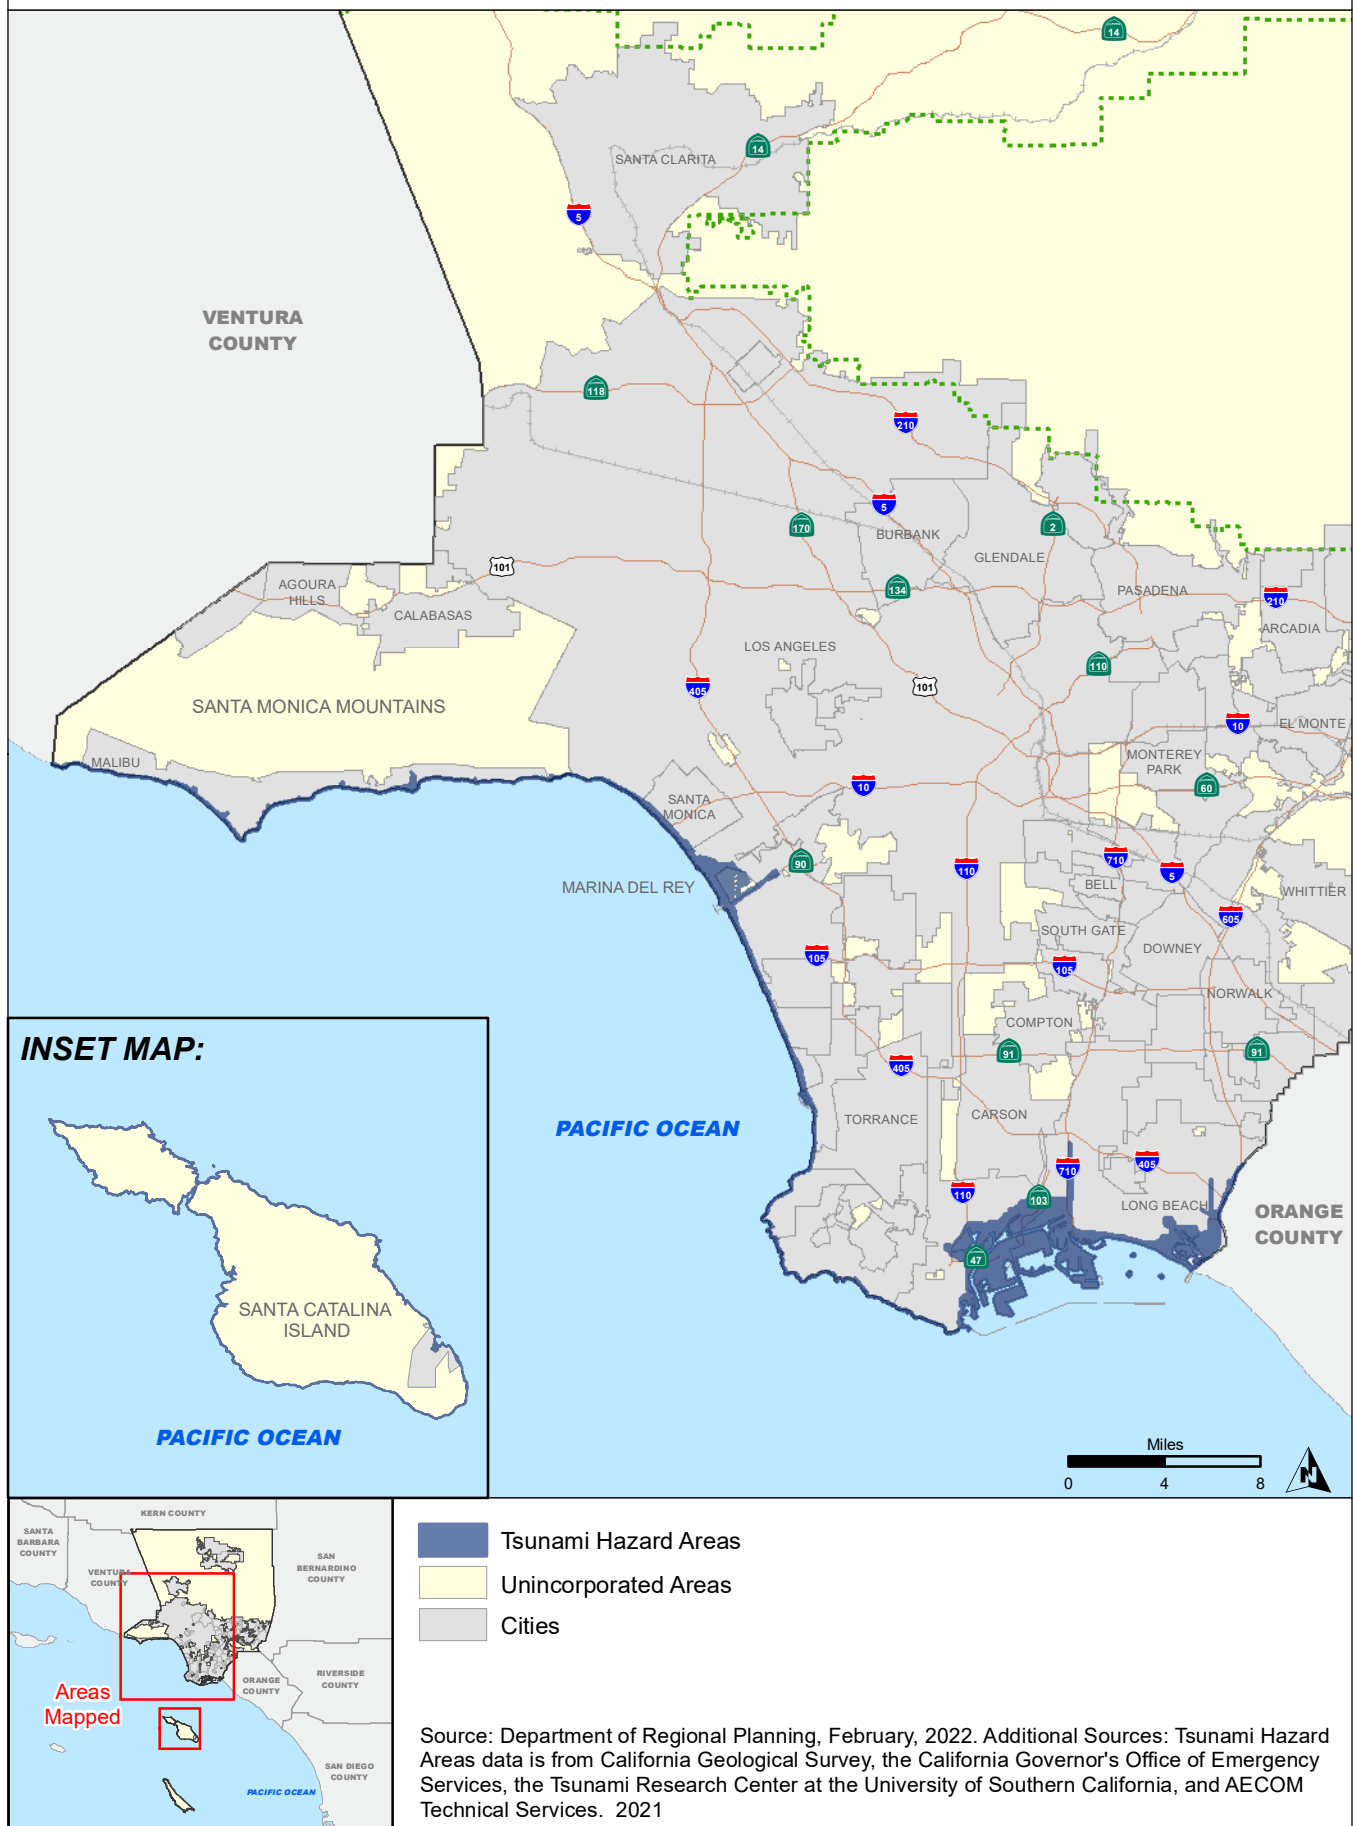 14
14
SANTA CLARITA
5
VENTURA
COUNTY
118
210
5
170
BURBANK
2
GLENDALE
101
134
PASADENA
210
AGOURA
HILLS
CALABASAS
ARCADIA
LOS ANGELES
110
405
101
SANTA MONICA MOUNTAINS
10
EL MONTE
MALIBU
MONTEREY
PARK
10
60
SANTA
MONICA
90
710
110
5
MARINA DEL REY
BELL
WHITTIER
605
SOUTH GATE
DOWNEY
105
105
NORWALK
COMPTON
91
91
405
INSET MAP:
PACIFIC OCEAN
TORRANCE
CARSON
710
405
110
103
LONG BEACH
ORANGE
COUNTY
47
SANTA CATALINA
ISLAND
PACIFIC OCEAN
Miles
0 4 8
N
KERN COUNTY
SANTA
BARBARA
COUNTY
VENTURA
COUNTY
SAN
BERNARDINO
COUNTY
ORANGE
COUNTY
RIVERSIDE
COUNTY
Areas
Mapped
SAN DIEGO
COUNTY
PACIFIC OCEAN
Tsunami Hazard Areas
Unincorporated Areas
Cities
Source: Department of Regional Planning, February, 2022. Additional Sources: Tsunami Hazard
Areas data is from California Geological Survey, the California Governor's Office of Emergency
Services, the Tsunami Research Center at the University of Southern California, and AECOM
Technical Services. 2021